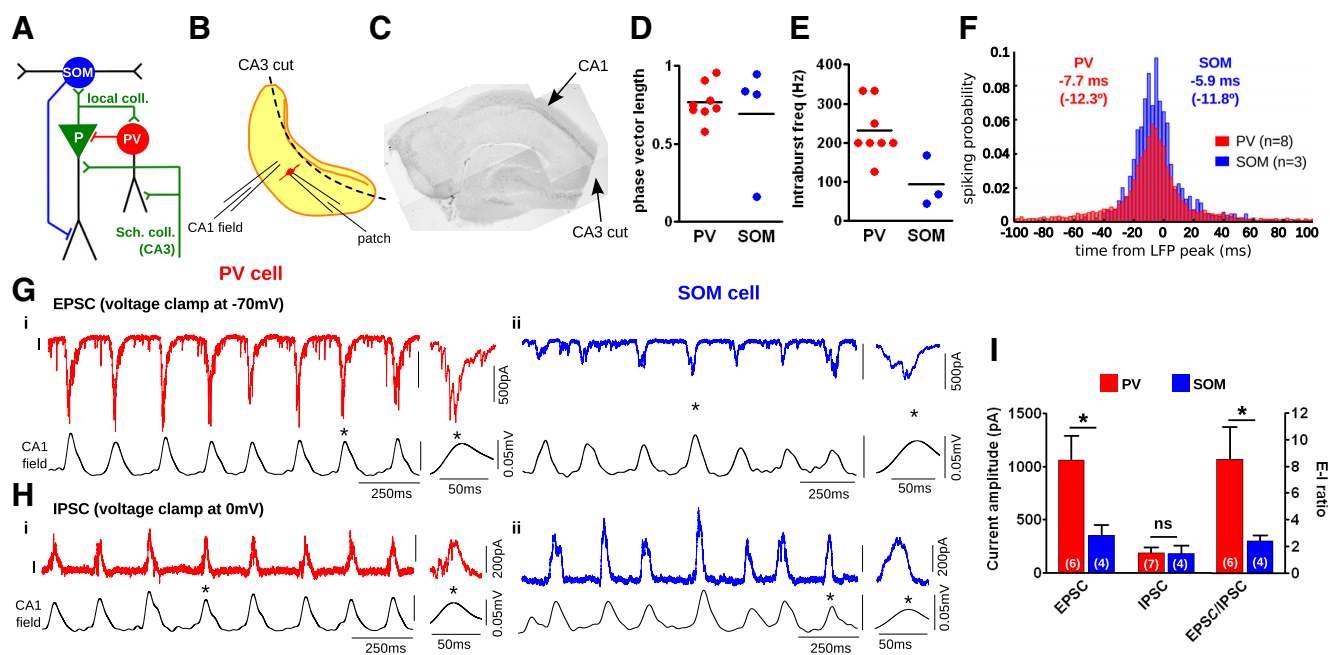 A
SOM
local coll.
P
PV
Sch. coll.
(CA3)
B
CA3 cut
CA1 field
patch
C
CA1
CA3 cut
D
phase vector length
1
0.5
0
PV SOM
E
Intraburst freq (Hz)
400
300
200
100
0
PV SOM
F
spiking probability
0.1
0.08
0.06
0.04
0.02
0
PV
-7.7 ms
(-12.3º)
SOM
-5.9 ms
(-11.8º)
PV (n=8)
SOM (n=3)
-100 -80 -60 -40 -20 0 20 40 60 80 100
time from LFP peak (ms)
PV cell
SOM cell
G
EPSC (voltage clamp at -70mV)
i
500pA
*
*
CA1
field
0.05mV
250ms
50ms
ii
500pA
*
*
0.05mV
250ms
50ms
H
IPSC (voltage clamp at 0mV)
i
200pA
*
*
CA1
field
0.05mV
250ms
50ms
ii
200pA
*
*
0.05mV
250ms
50ms
I
PV SOM
Current amplitude (pA)
1500
1000
500
0
*
ns
*
(6) (4) (7) (4) (6) (4)
EPSC
IPSC
EPSC/IPSC
12
10
8
6
4
2
0
E-I ratio